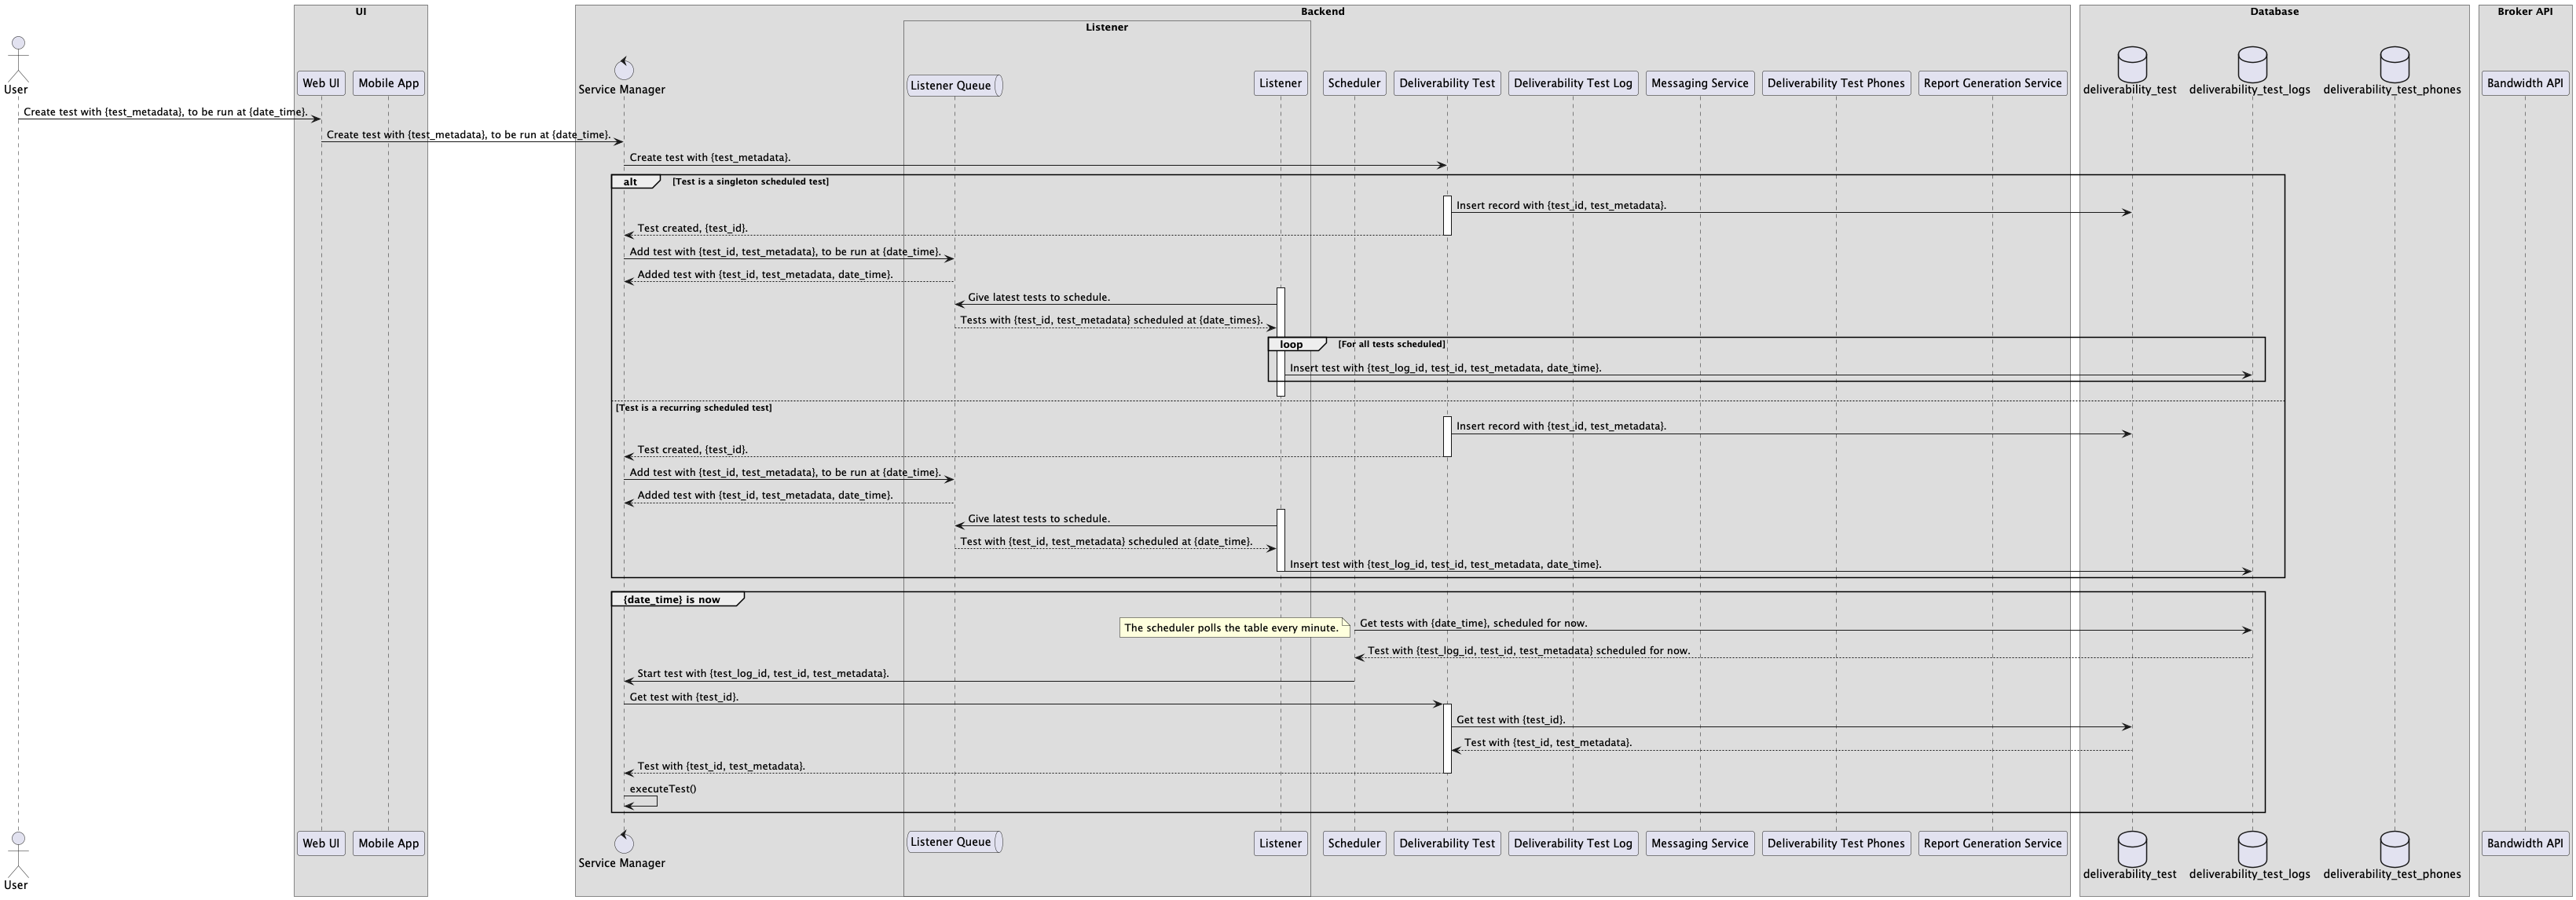 UI
Backend
Database
Broker API
Listener
User
Web UI
Mobile App
Service Manager
Listener Queue
Listener
Scheduler
Deliverability Test
Deliverability Test Log
Messaging Service
Deliverability Test Phones
Report Generation Service
deliverability_test
deliverability_test_logs
deliverability_test_phones
Bandwidth API
Create test with {test_metadata}, to be run at {date_time}.
Create test with {test_metadata}, to be run at {date_time}.
Create test with {test_metadata}.
alt [Test is a singleton scheduled test]
Insert record with {test_id, test_metadata}.
Test created, {test_id}.
Add test with {test_id, test_metadata}, to be run at {date_time}.
Added test with {test_id, test_metadata, date_time}.
Give latest tests to schedule.
Tests with {test_id, test_metadata} scheduled at {date_times}.
loop [For all tests scheduled]
Insert test with {test_log_id, test_id, test_metadata, date_time}.
[Test is a recurring scheduled test]
Insert record with {test_id, test_metadata}.
Test created, {test_id}.
Add test with {test_id, test_metadata}, to be run at {date_time}.
Added test with {test_id, test_metadata, date_time}.
Give latest tests to schedule.
Test with {test_id, test_metadata} scheduled at {date_time}.
Insert test with {test_log_id, test_id, test_metadata, date_time}.
{date_time} is now
The scheduler polls the table every minute.
Get tests with {date_time}, scheduled for now.
Test with {test_log_id, test_id, test_metadata} scheduled for now.
Start test with {test_log_id, test_id, test_metadata}.
Get test with {test_id}.
Get test with {test_id}.
Test with {test_id, test_metadata}.
Test with {test_id, test_metadata}.
executeTest()
User
Web UI
Mobile App
Service Manager
Listener Queue
Listener
Scheduler
Deliverability Test
Deliverability Test Log
Messaging Service
Deliverability Test Phones
Report Generation Service
deliverability_test
deliverability_test_logs
deliverability_test_phones
Bandwidth API